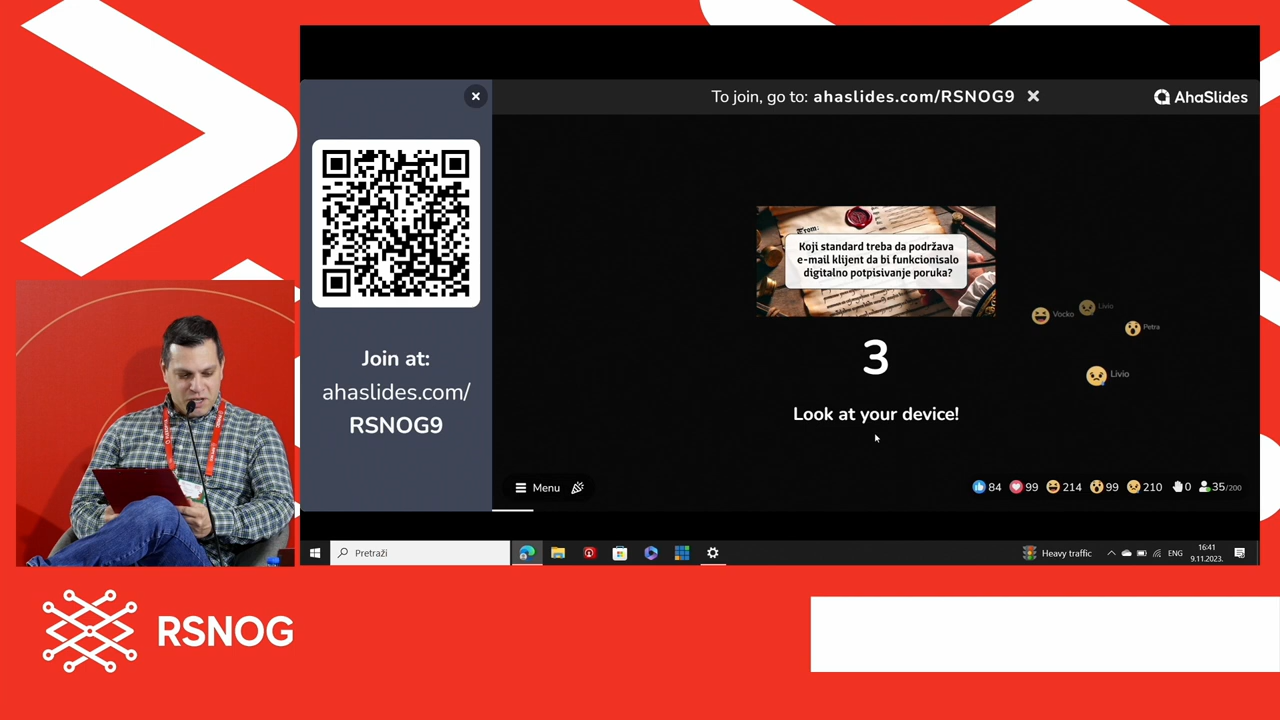 To join, go to: ahaslides.com/RSNOG9
AhaSlides
Join at:
ahaslides.com/
RSNOG9
From:
Koji standard treba da podržava
e-mail klijent da bi funkcionisalo
digitalno potpisivanje poruka?
3
Look at your device!
Vocko
Livio
Petra
Livio
Menu
84
99
214
99
210
0
35/200
Pretraži
Heavy traffic
ENG
16:41
9.11.2023.
RSNOG